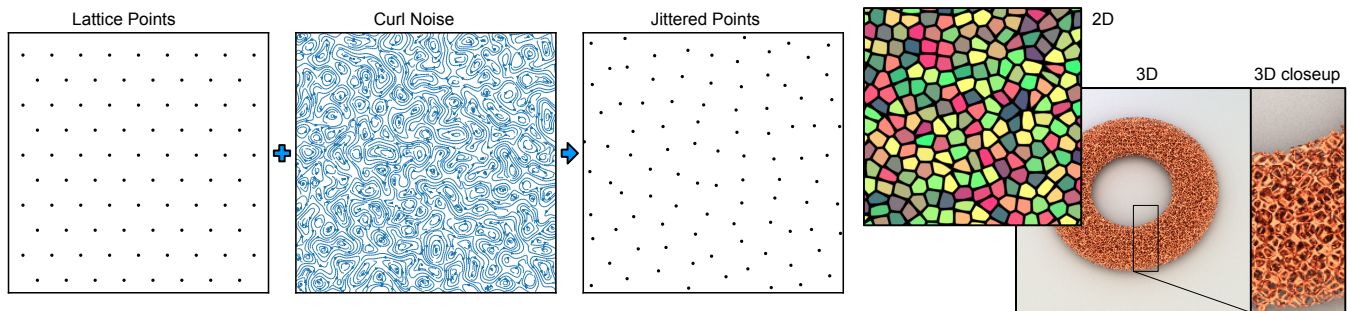 Lattice Points
Curl Noise
Jittered Points
2D
3D
3D closeup